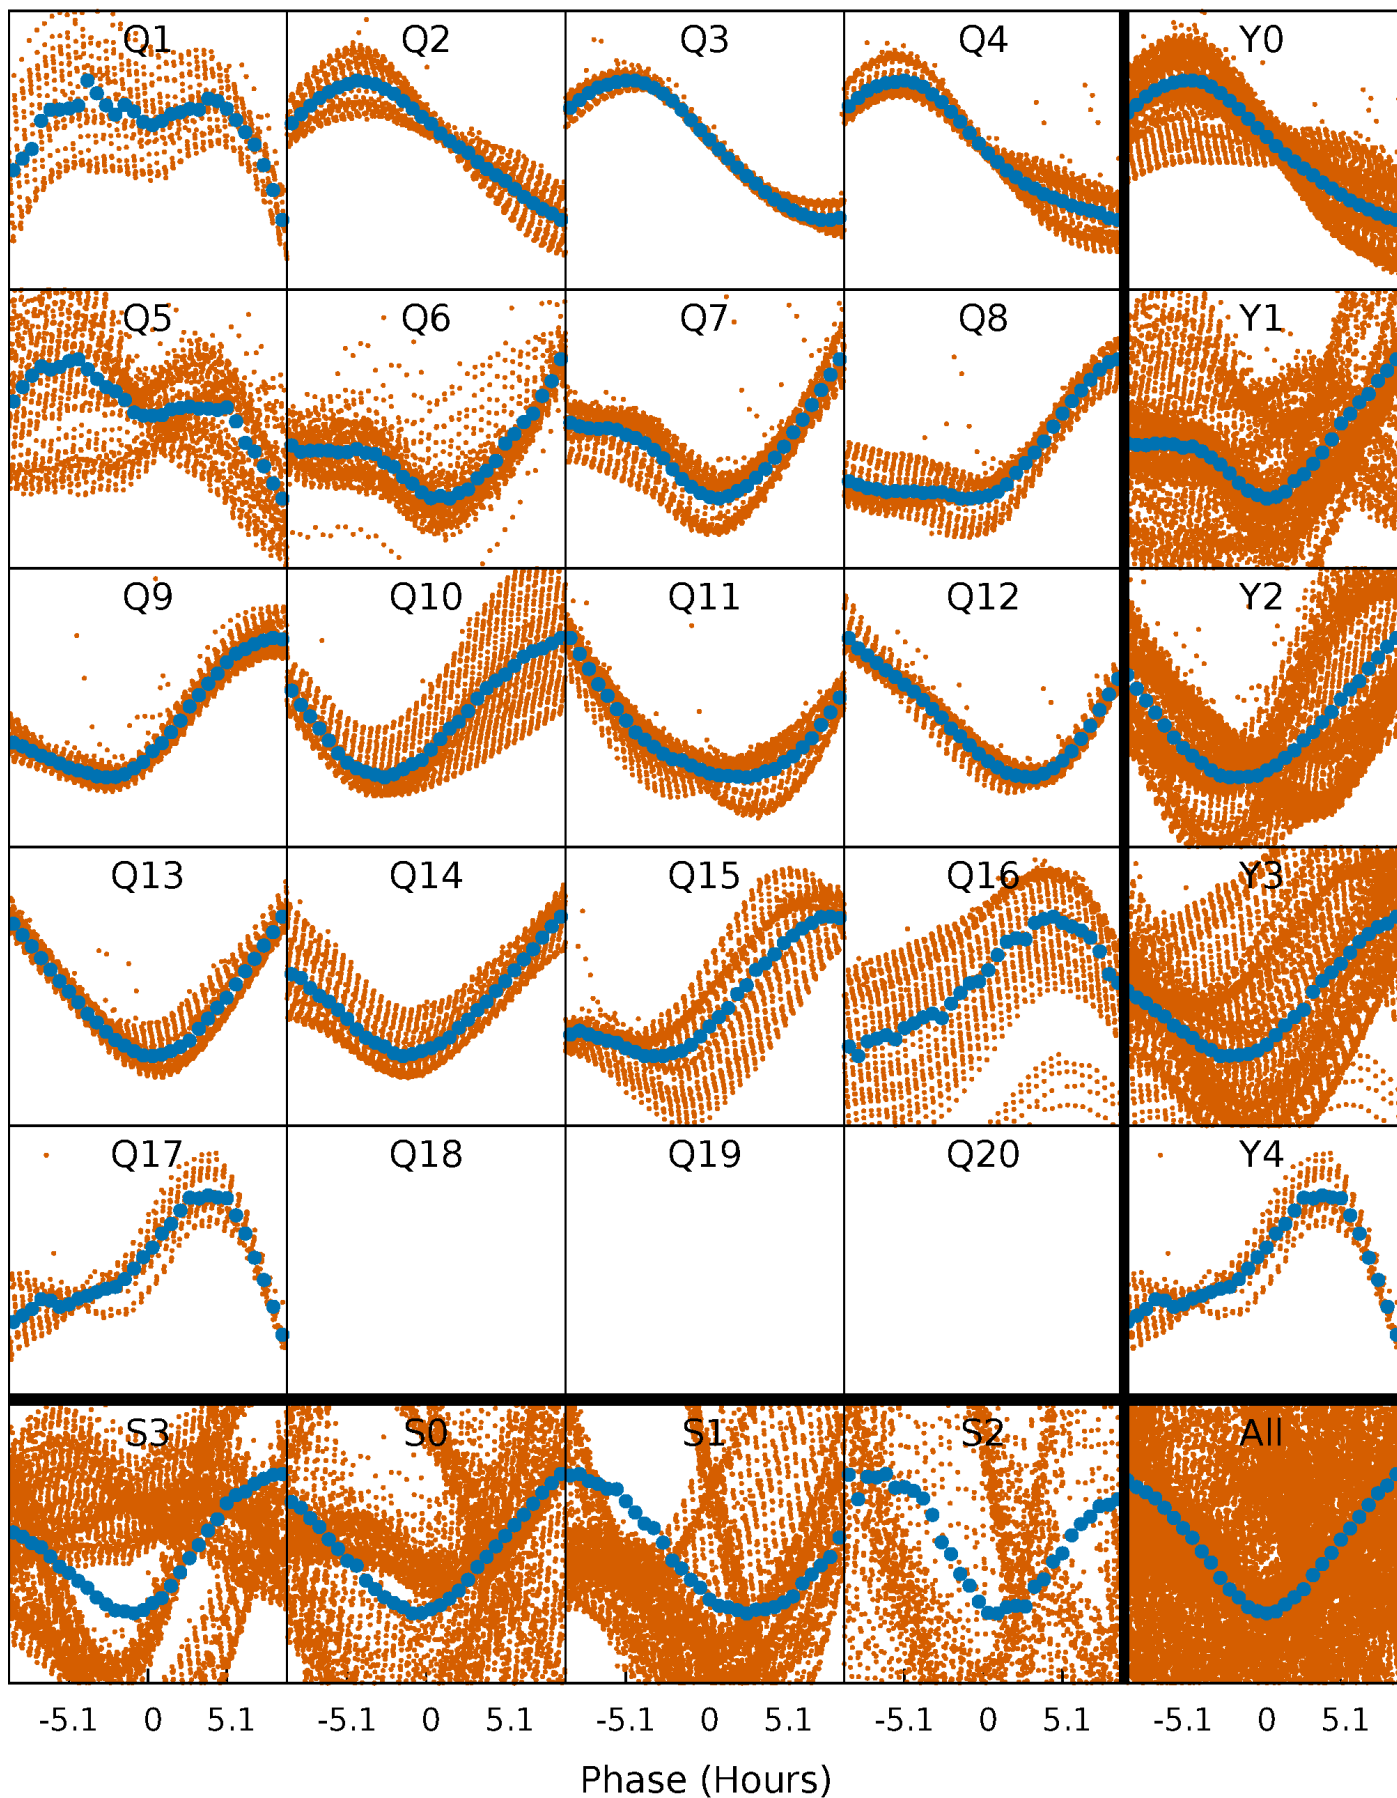 Q1 Q2 Q3 Q4 Y0
Q5 Q6 Q7 Q8 Y1
Q9 Q10 Q11 Q12 Y2
Q13 Q14 Q15 Q16 Y3
Q17 Q18 Q19 Q20 Y4
S3 S0 S1 S2 All
-5.1 0 5.1 -5.1 0 5.1 -5.1 0 5.1 -5.1 0 5.1 -5.1 0 5.1
Phase (Hours)